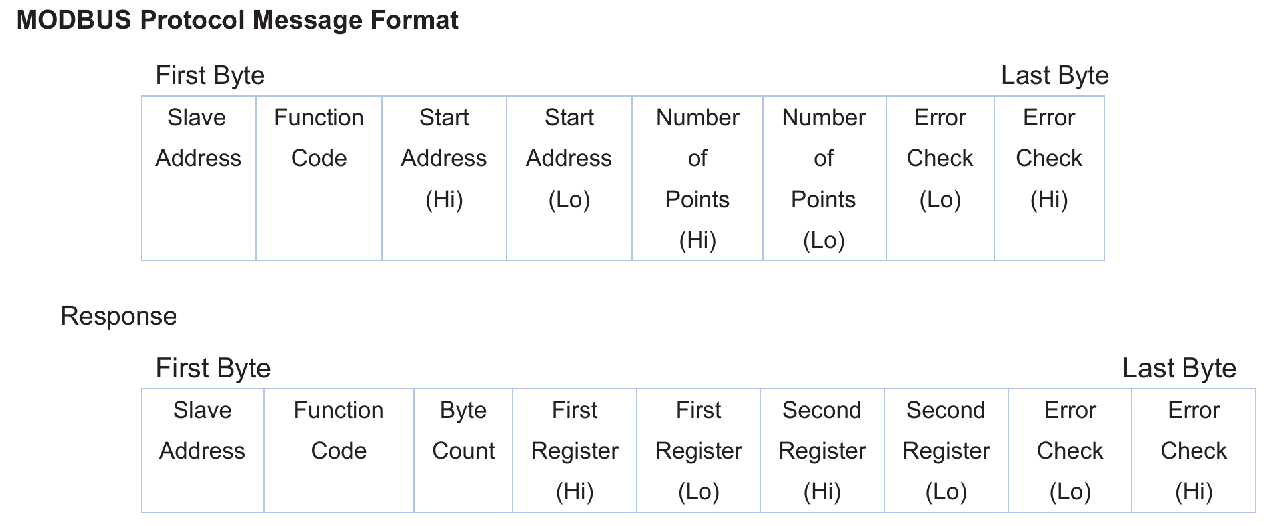 MODBUS Protocol Message Format
First Byte Last Byte
Slave Function Start Start Number Number Error Error
Address Code Address Address of of Check Check
(Hi) (Lo) Points Points (Lo) (Hi)
(Hi) (Lo)
Response
First Byte Last Byte
Slave Function Byte First First Second Second Error Error
Address Code Count Register Register Register Register Check Check
(Hi) (Lo) (Hi) (Lo) (Lo) (Hi)